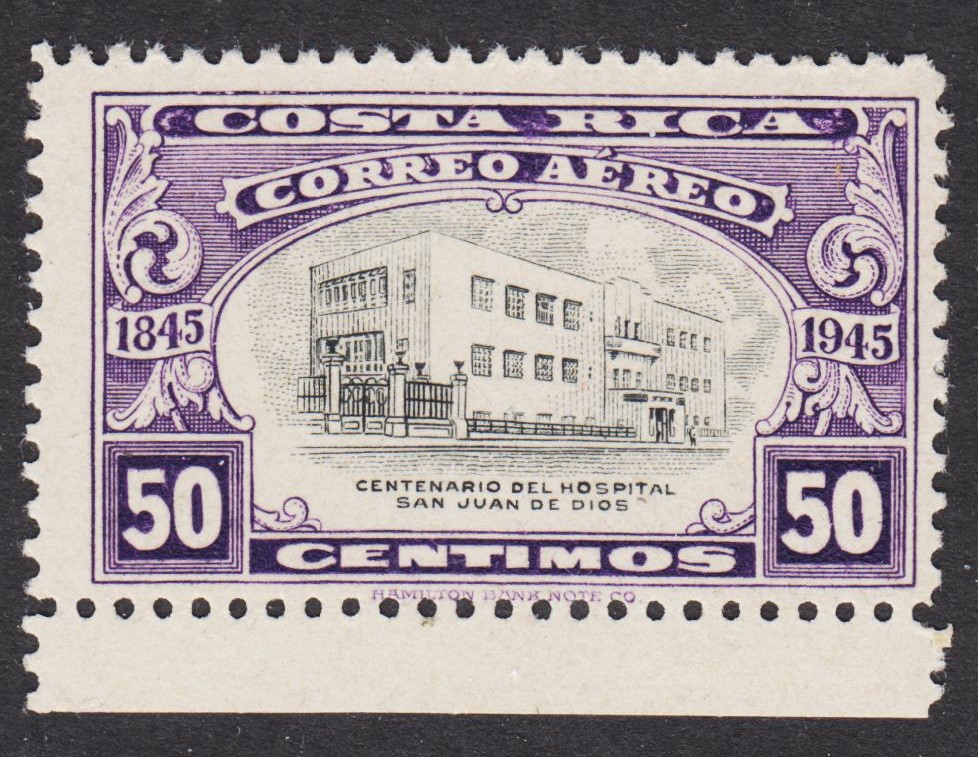 COSTA RICA
CORREO AÉREO
1845 1945
CENTENARIO DEL HOSPITAL
SAN JUAN DE DIOS
50 CENTIMOS 50
HAMILTON BANK NOTE CO.